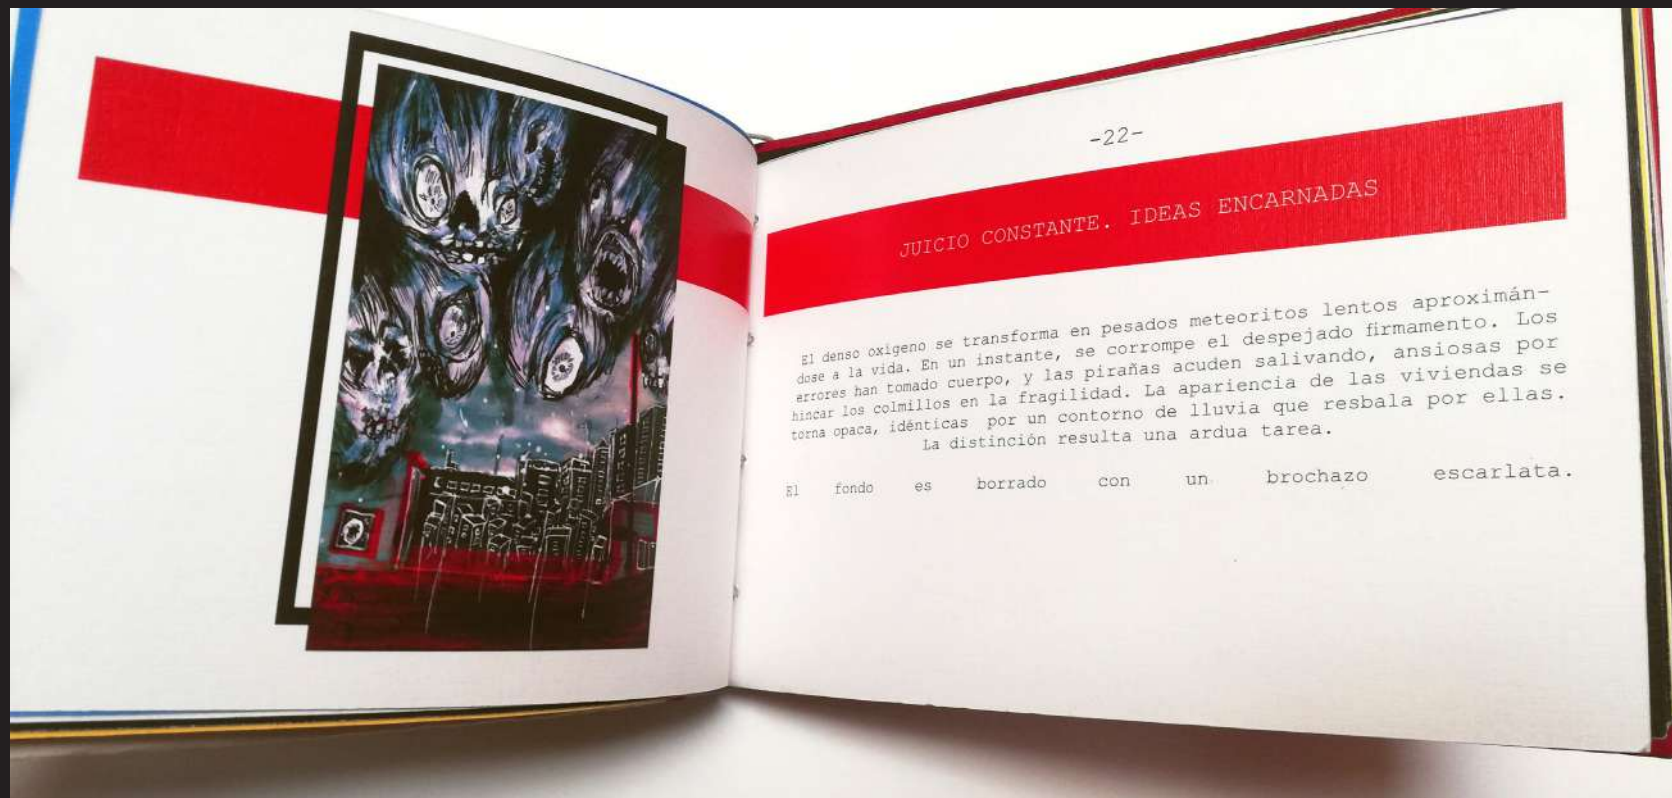 -22-
JUICIO CONSTANTE. IDEAS ENCARNADAS
El denso oxigeno se transforma en pesados meteoritos lentos aproximán-
dose a la vida. En un instante, se corrompe el despejado firmamento. Los
errores han tomado cuerpo, y las pirañas acuden salivando, ansiosas por
hincar los colmillos en la fragilidad. La apariencia de las viviendas se
torna opaca, idénticas por un contorno de lluvia que resbala por ellas.
La distinción resulta una ardua tarea.
El fondo es borrado con un brochazo escarlata.